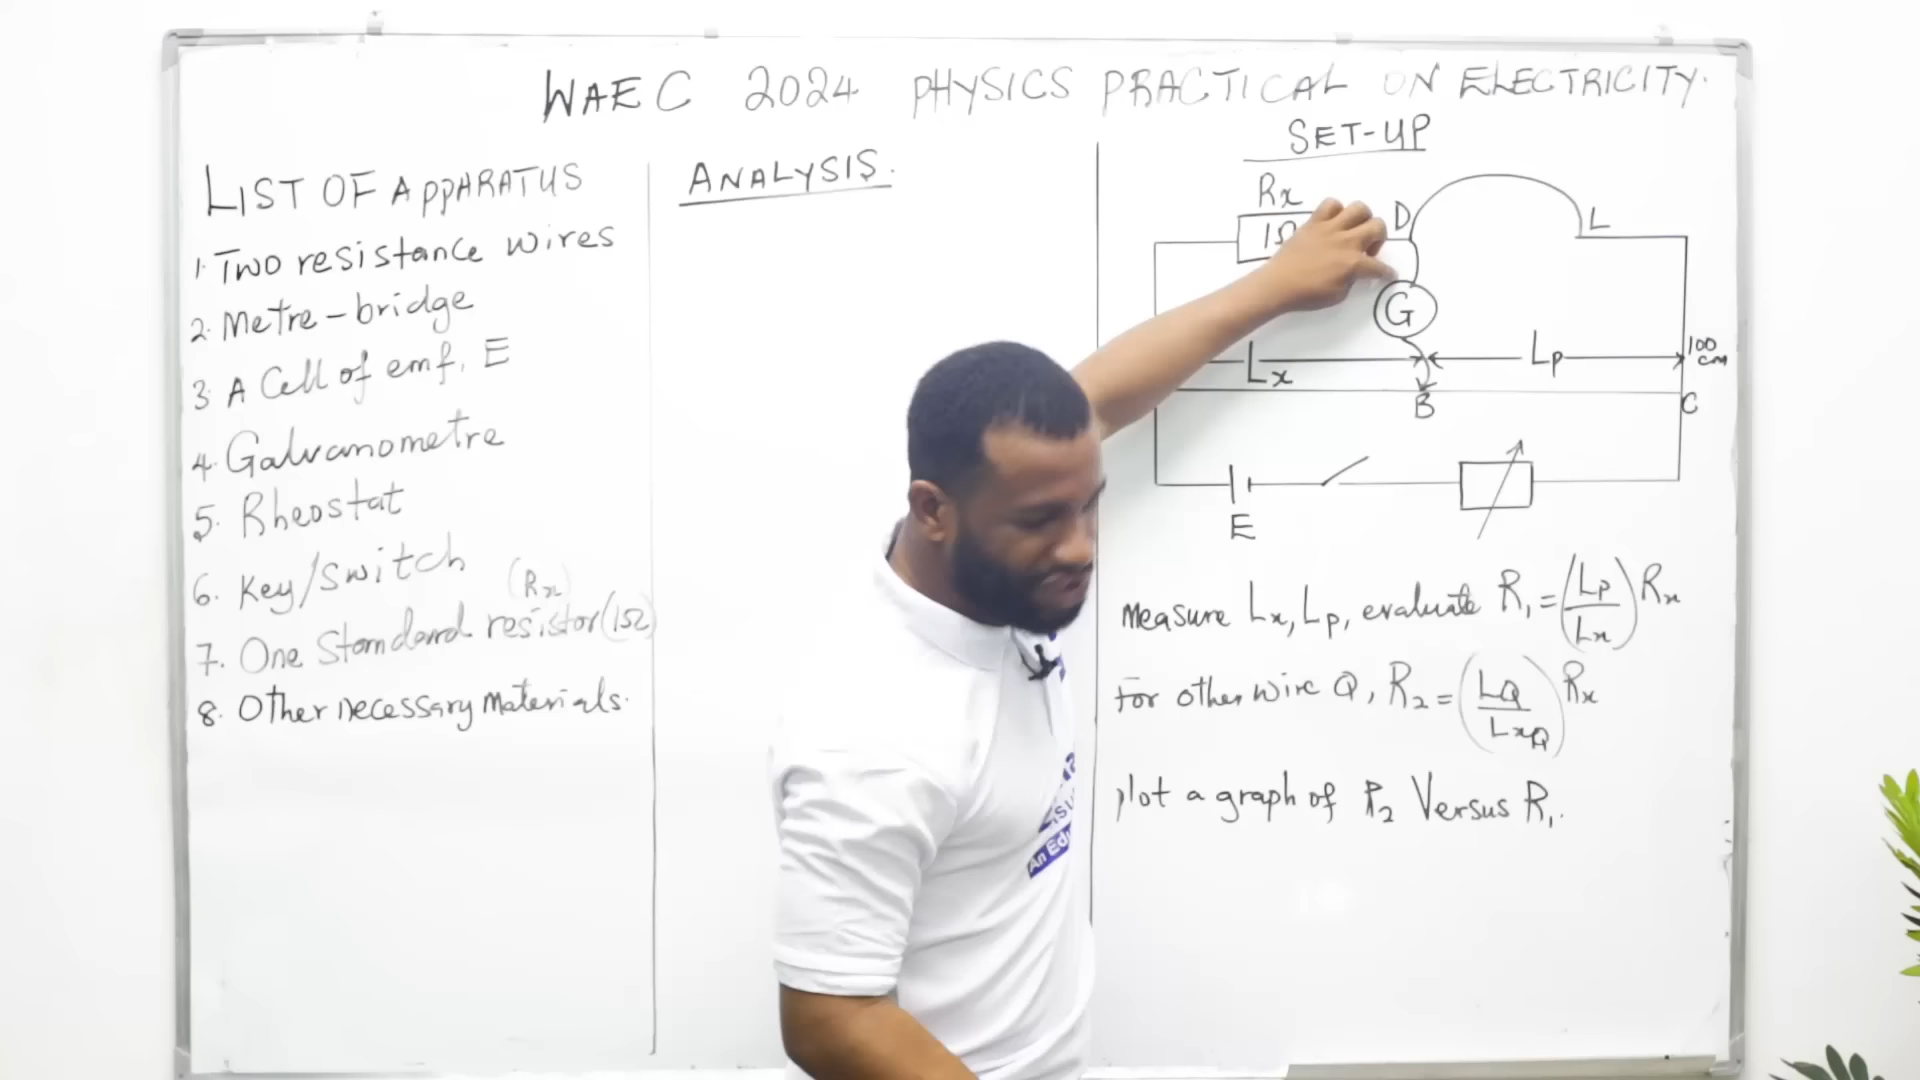 WAEC 2024 PHYSICS PRACTICAL ON ELECTRICITY.
LIST OF APPARATUS
1. Two resistance wires
2. Metre-bridge
3. A Cell of emf, E
4. Galvanometre
5. Rheostat
6. Key/switch
(Rx)
7. One Standard resistor (1Ω)
8. Other necessary materials.
ANALYSIS.
SET-UP
Rx
1Ω
D
L
G
Lx
Lp
100
cm
B
C
E
Measure Lx, Lp, evaluate R1 = (Lp/Lx) Rx
For other wire Q, R2 = (LQ/LxQ) Rx
plot a graph of R2 Versus R1.
An Edu